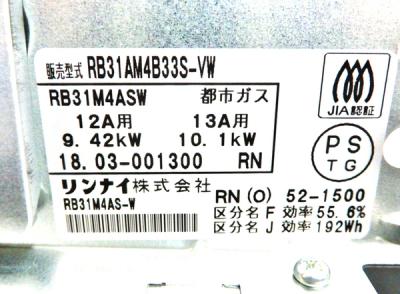 販売型式 RB31AM4B33S-VW
RB31M4ASW 都市ガス
12A用 13A用
9.42kW 10.1kW
18.03-001300 RN
リンナイ株式会社
RB31M4AS-W
JIA認証
PS
TG
RN(O) 52-1500
区分名 F 効率 55.6%
区分名 J 効率 192Wh